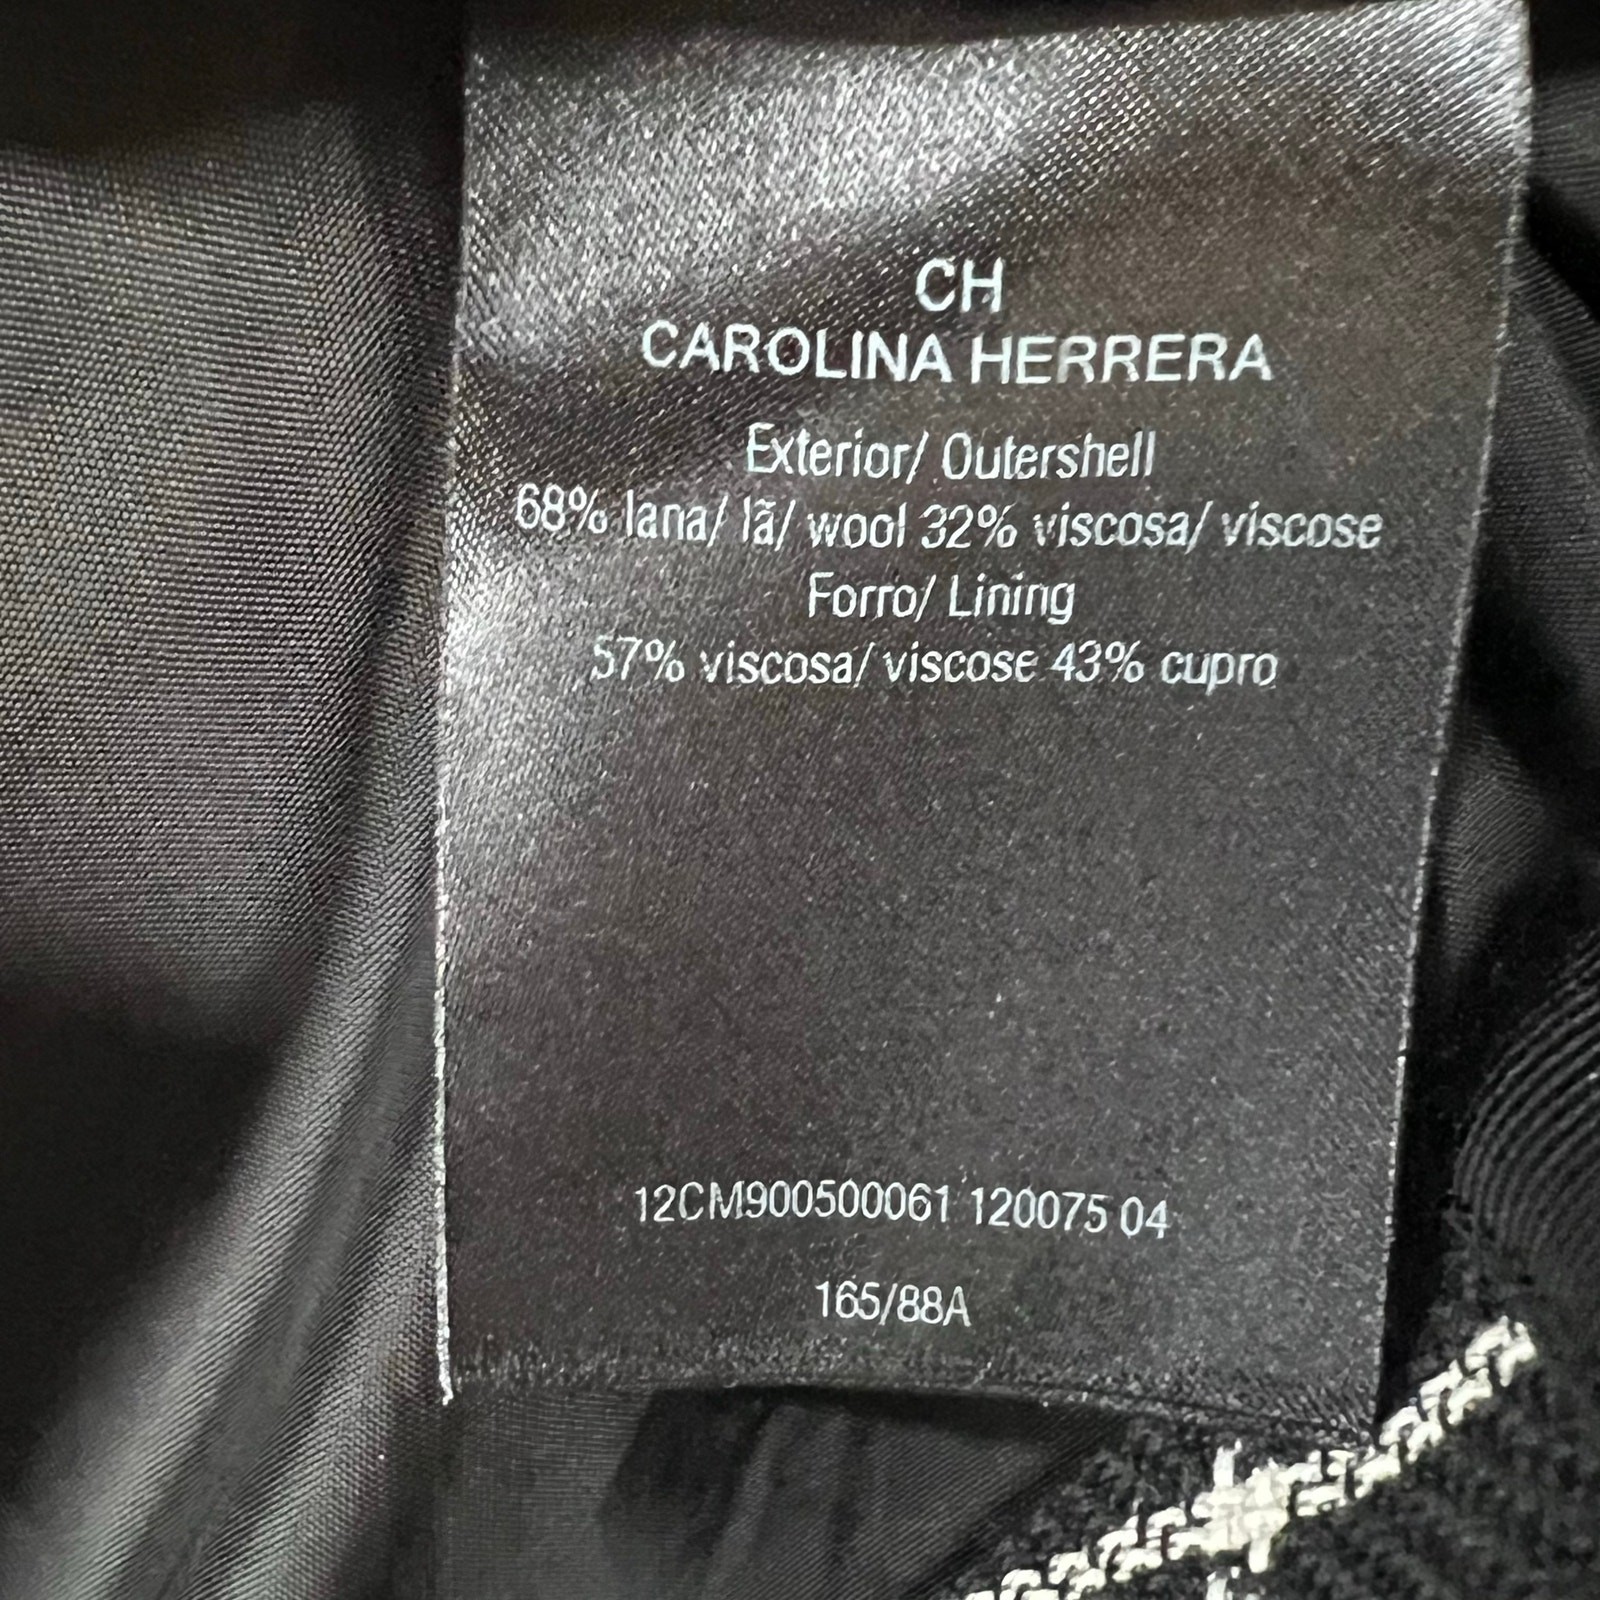 CH
CAROLINA HERRERA
Exterior/ Outershell
68% lana/ lã/ wool 32% viscosa/ viscose
Forro/ Lining
57% viscosa/ viscose 43% cupro
12CM900500061 120075 04
165/88A